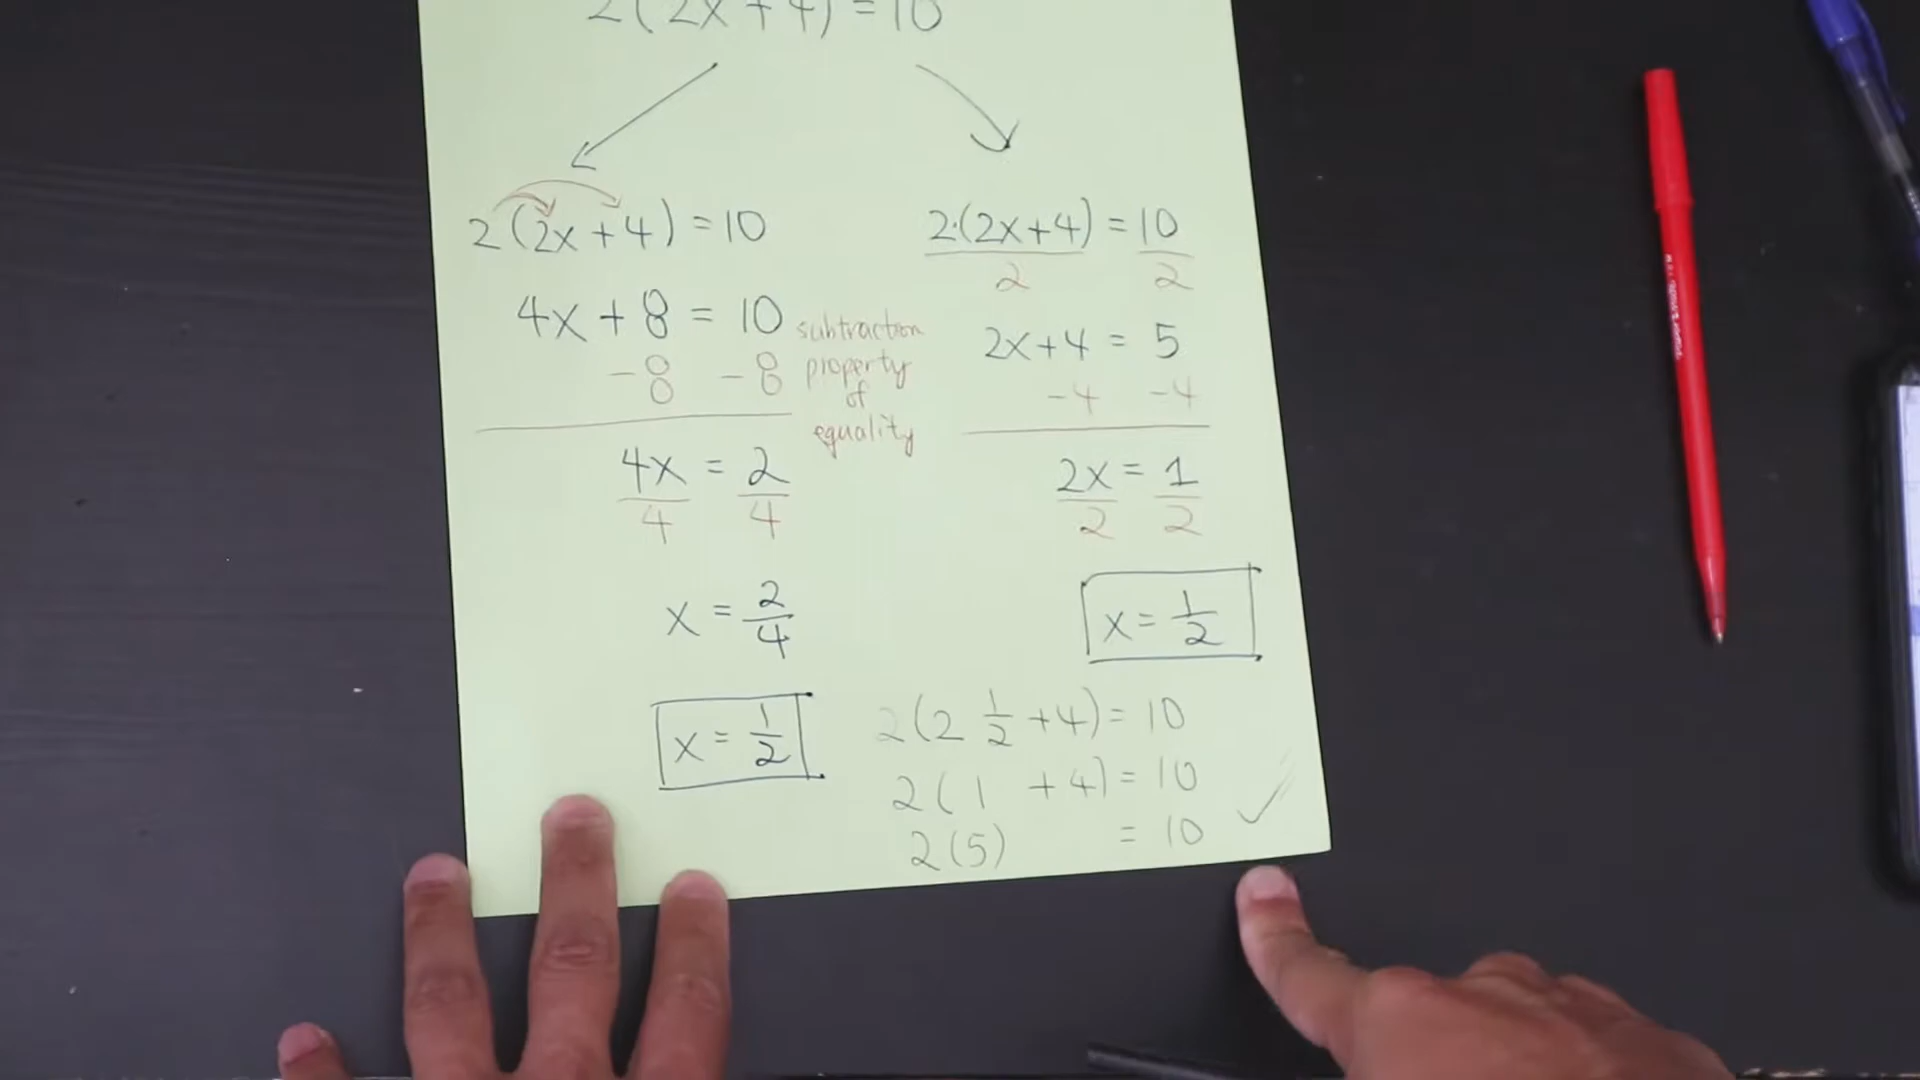 2(2x+4)=10
2(2x+4)=10
4x+8 = 10
-8 -8
subtraction
property
of
equality
4x = 2
4 4
x = 2/4
x = 1/2
2·(2x+4) = 10
2 2
2x+4 = 5
-4 -4
2x = 1
2 2
x = 1/2
2(2 1/2 +4) = 10
2(1 +4) = 10
2(5) = 10 ✓